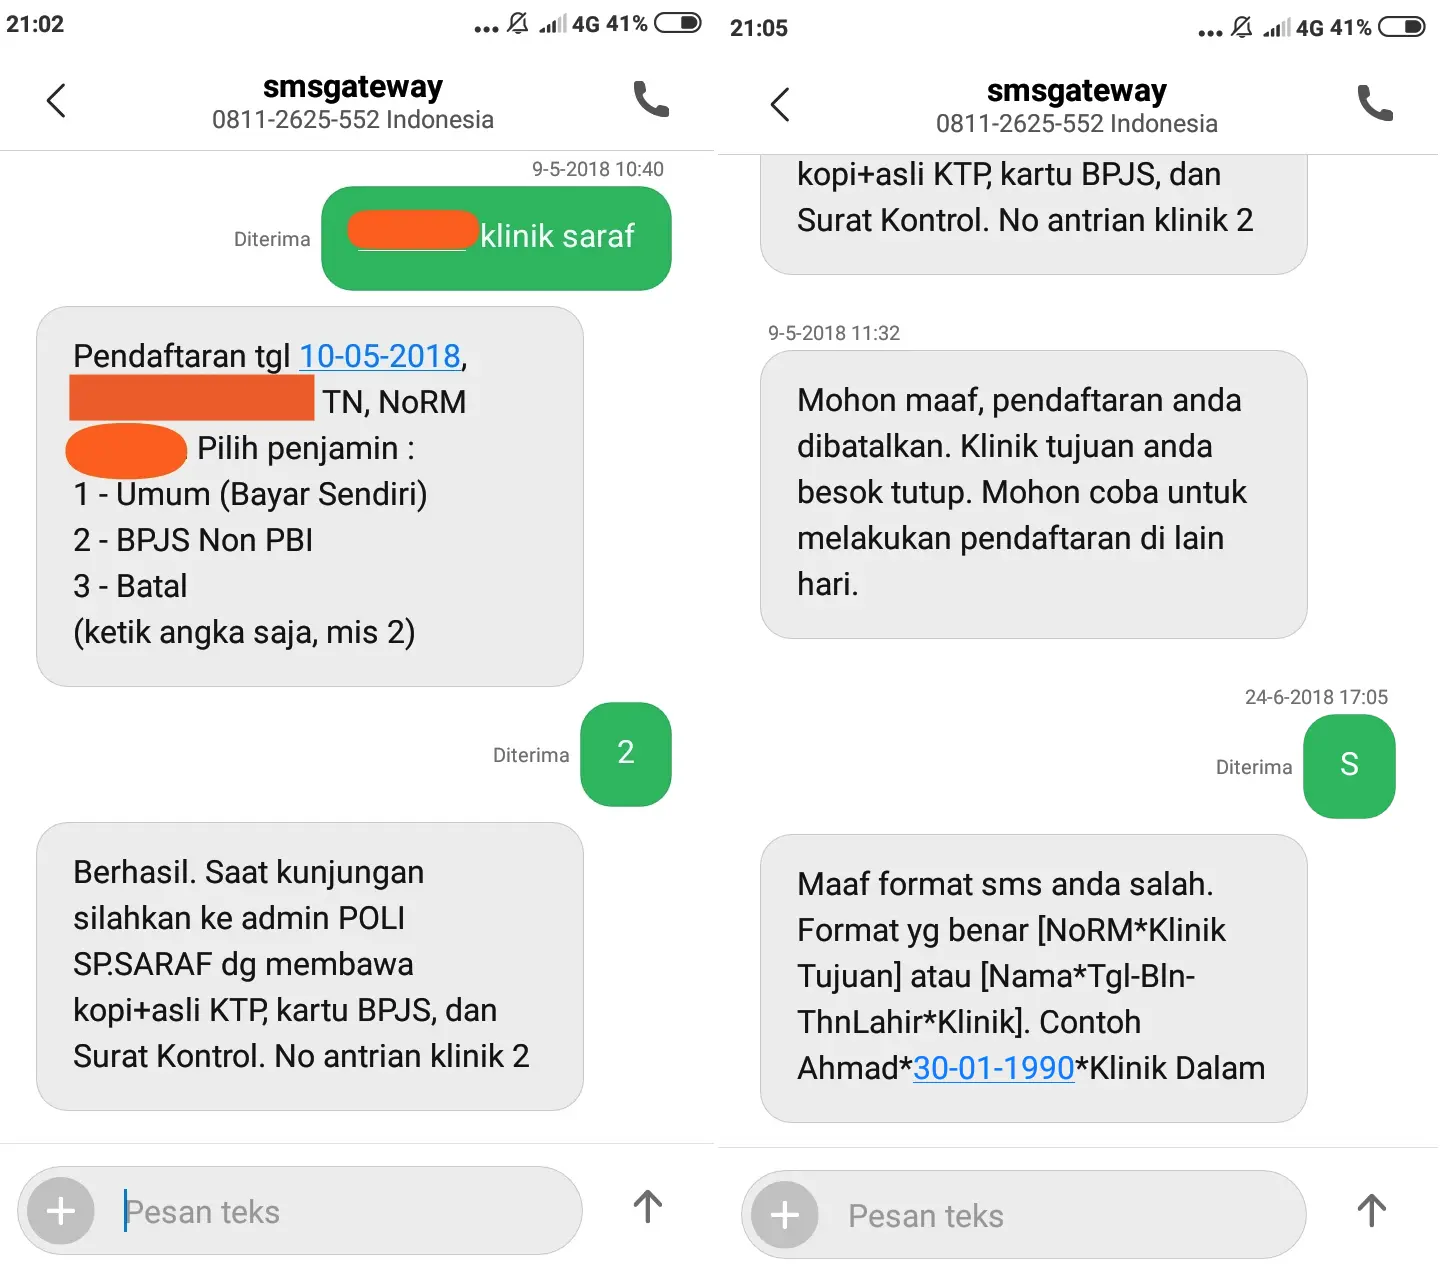 21:02
... 4G 41%
smsgateway
0811-2625-552 Indonesia
9-5-2018 10:40
Diterima
klinik saraf
Pendaftaran tgl 10-05-2018,
TN, NoRM
Pilih penjamin :
1 - Umum (Bayar Sendiri)
2 - BPJS Non PBI
3 - Batal
(ketik angka saja, mis 2)
Diterima
2
Berhasil. Saat kunjungan
silahkan ke admin POLI
SP.SARAF dg membawa
kopi+asli KTP, kartu BPJS, dan
Surat Kontrol. No antrian klinik 2
Pesan teks
21:05
... 4G 41%
smsgateway
0811-2625-552 Indonesia
kopi+asli KTP, kartu BPJS, dan
Surat Kontrol. No antrian klinik 2
9-5-2018 11:32
Mohon maaf, pendaftaran anda
dibatalkan. Klinik tujuan anda
besok tutup. Mohon coba untuk
melakukan pendaftaran di lain
hari.
24-6-2018 17:05
Diterima
S
Maaf format sms anda salah.
Format yg benar [NoRM*Klinik
Tujuan] atau [Nama*Tgl-Bln-
ThnLahir*Klinik]. Contoh
Ahmad*30-01-1990*Klinik Dalam
Pesan teks